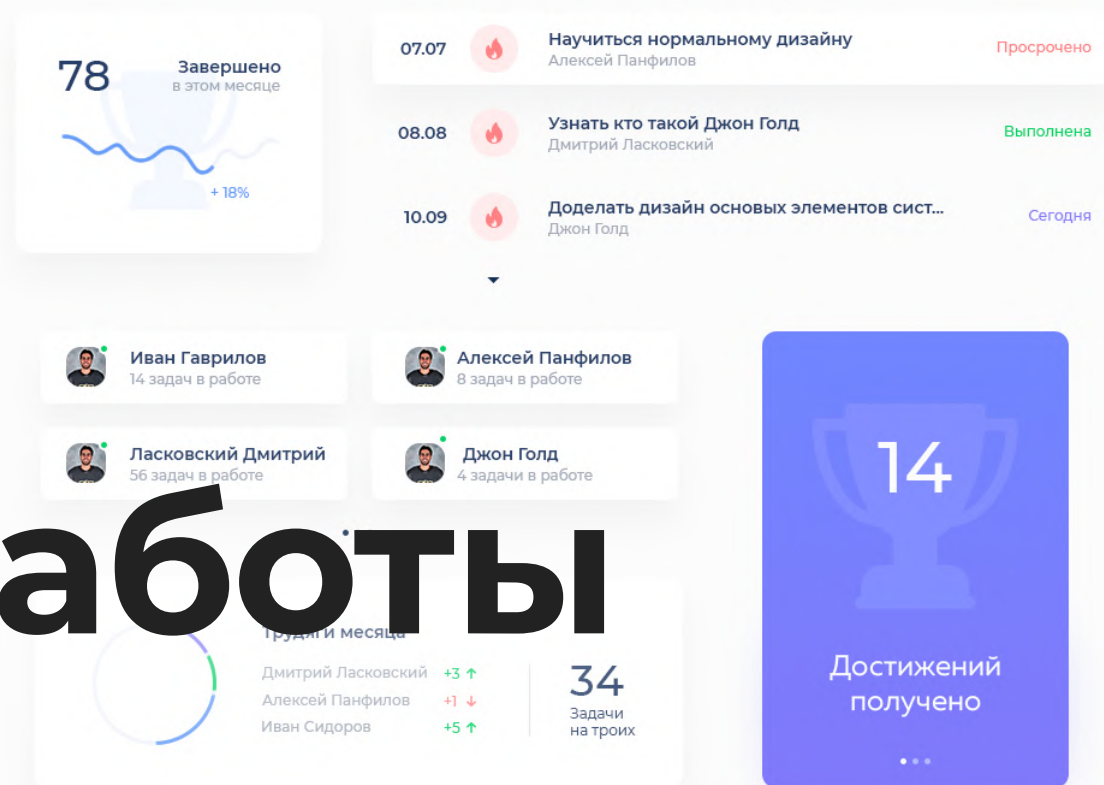 78
Завершено
в этом месяце
+ 18%
07.07
Научиться нормальному дизайну
Алексей Панфилов
Просрочено
08.08
Узнать кто такой Джон Голд
Дмитрий Ласковский
Выполнена
10.09
Доделать дизайн основых элементов сист...
Джон Голд
Сегодня
Иван Гаврилов
14 задач в работе
Алексей Панфилов
8 задач в работе
Ласковский Дмитрий
56 задач в работе
Джон Голд
4 задачи в работе
аботы
Трудяги месяца
Дмитрий Ласковский +3
Алексей Панфилов +1
Иван Сидоров +5
34
Задачи
на троих
14
Достижений
получено